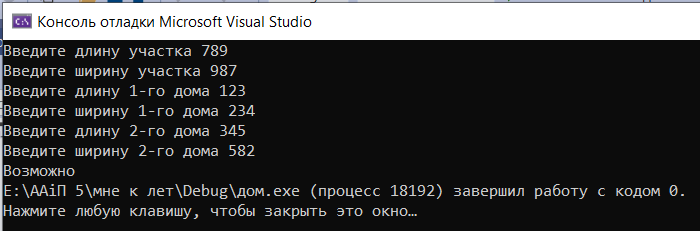 Консоль отладки Microsoft Visual Studio
Введите длину участка 789
Введите ширину участка 987
Введите длину 1-го дома 123
Введите ширину 1-го дома 234
Введите длину 2-го дома 345
Введите ширину 2-го дома 582
Возможно
E:\ААиП 5\мне к лет\Debug\дом.exe (процесс 18192) завершил работу с кодом 0.
Нажмите любую клавишу, чтобы закрыть это окно…